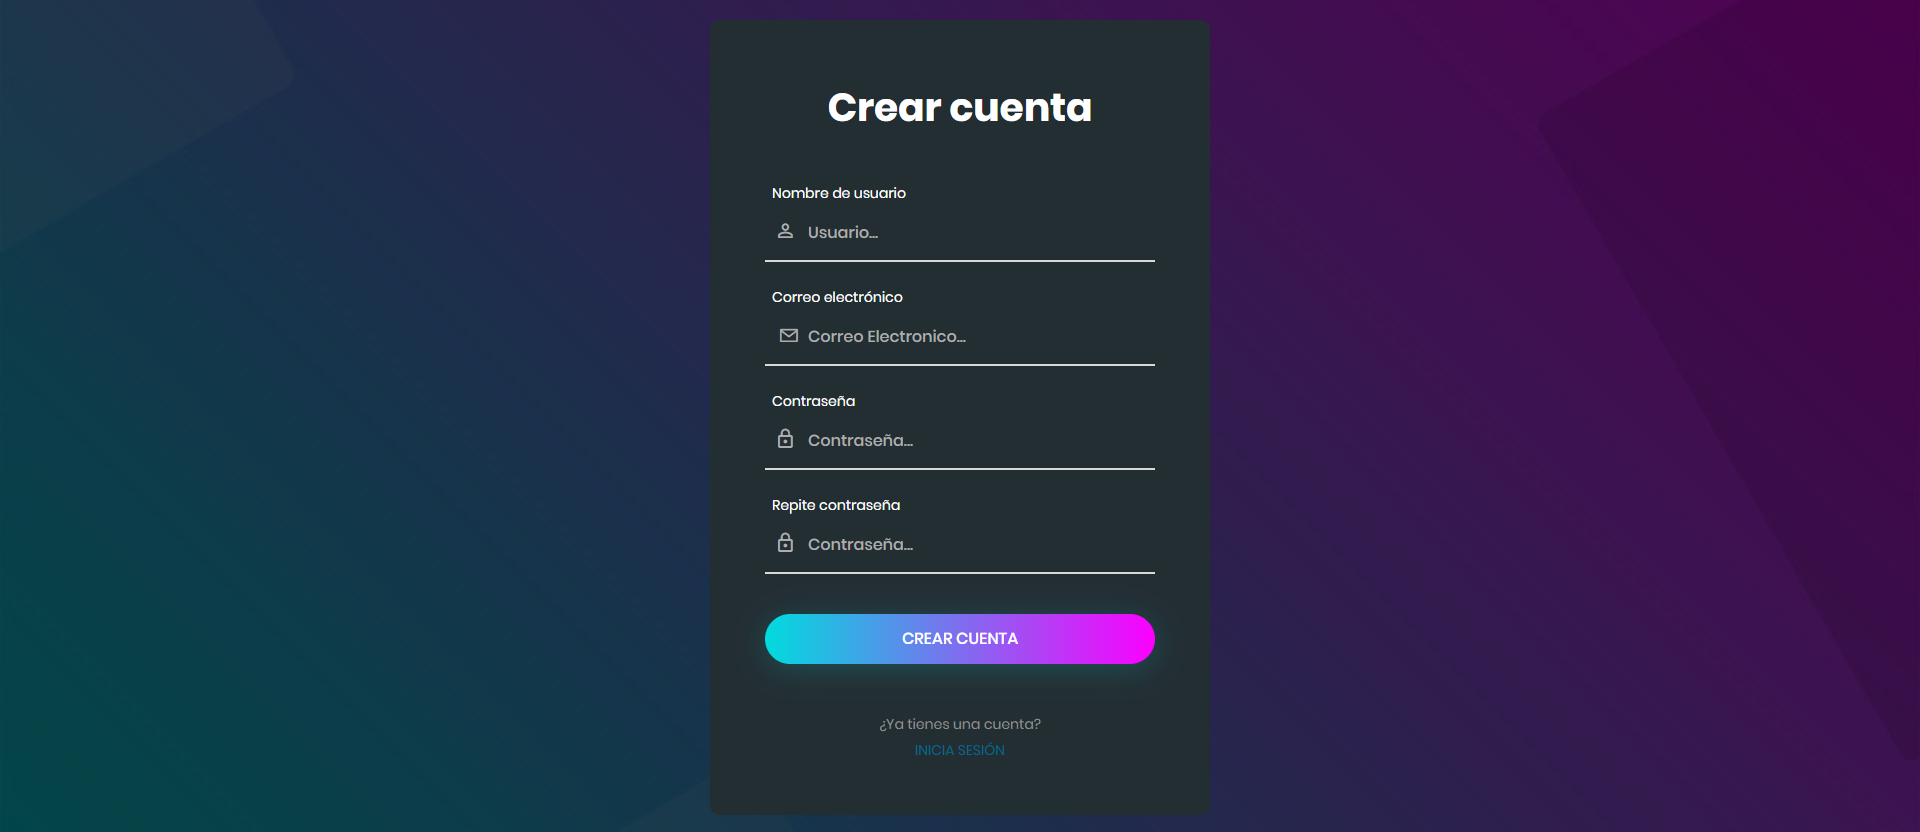 Crear cuenta
Nombre de usuario
Usuario...
Correo electrónico
Correo Electronico...
Contraseña
Contraseña...
Repite contraseña
Contraseña...
CREAR CUENTA
¿Ya tienes una cuenta?
INICIA SESIÓN